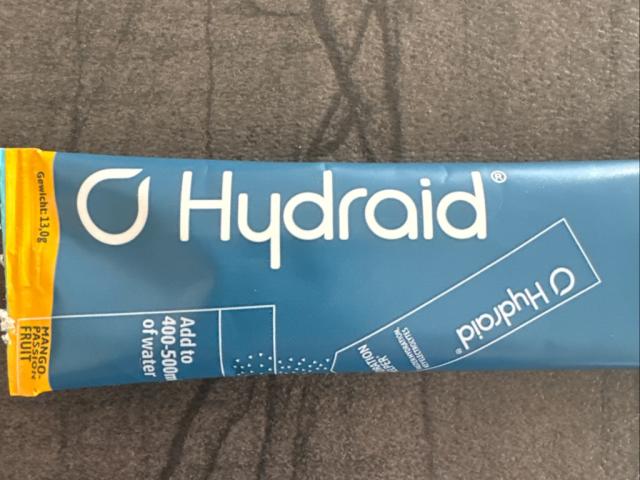 Hydraid®
Gewicht: 13,0g
MANGO-
PASSION
FRUIT
Add to
400-500m
of water
Hydraid®